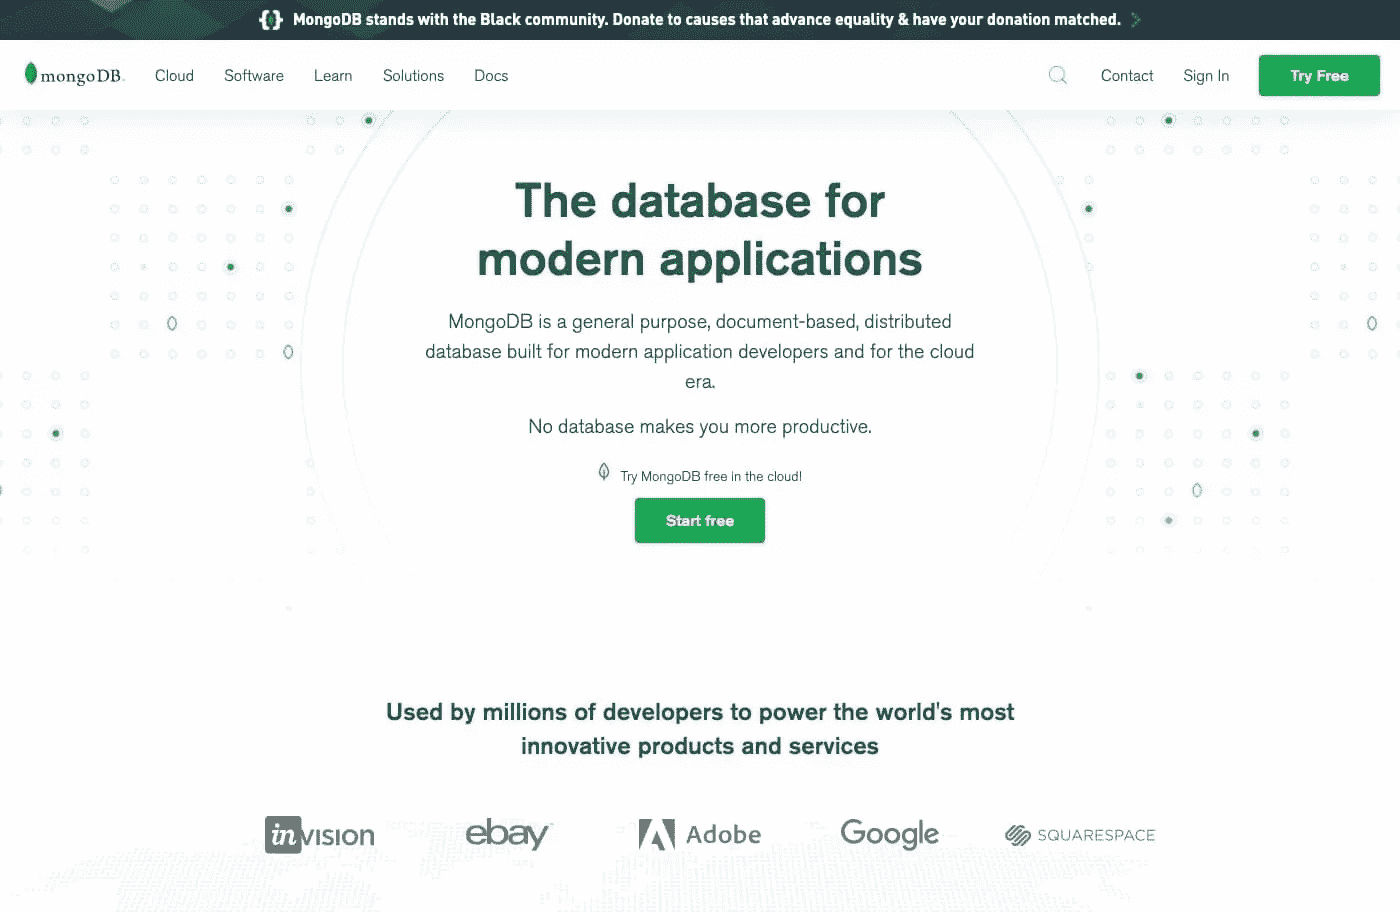 MongoDB stands with the Black community. Donate to causes that advance equality & have your donation matched.
mongoDB. Cloud Software Learn Solutions Docs Contact Sign In Try Free
The database for
modern applications
MongoDB is a general purpose, document-based, distributed
database built for modern application developers and for the cloud
era.
No database makes you more productive.
Try MongoDB free in the cloud!
Start free
Used by millions of developers to power the world's most
innovative products and services
invision ebay Adobe Google SQUARESPACE